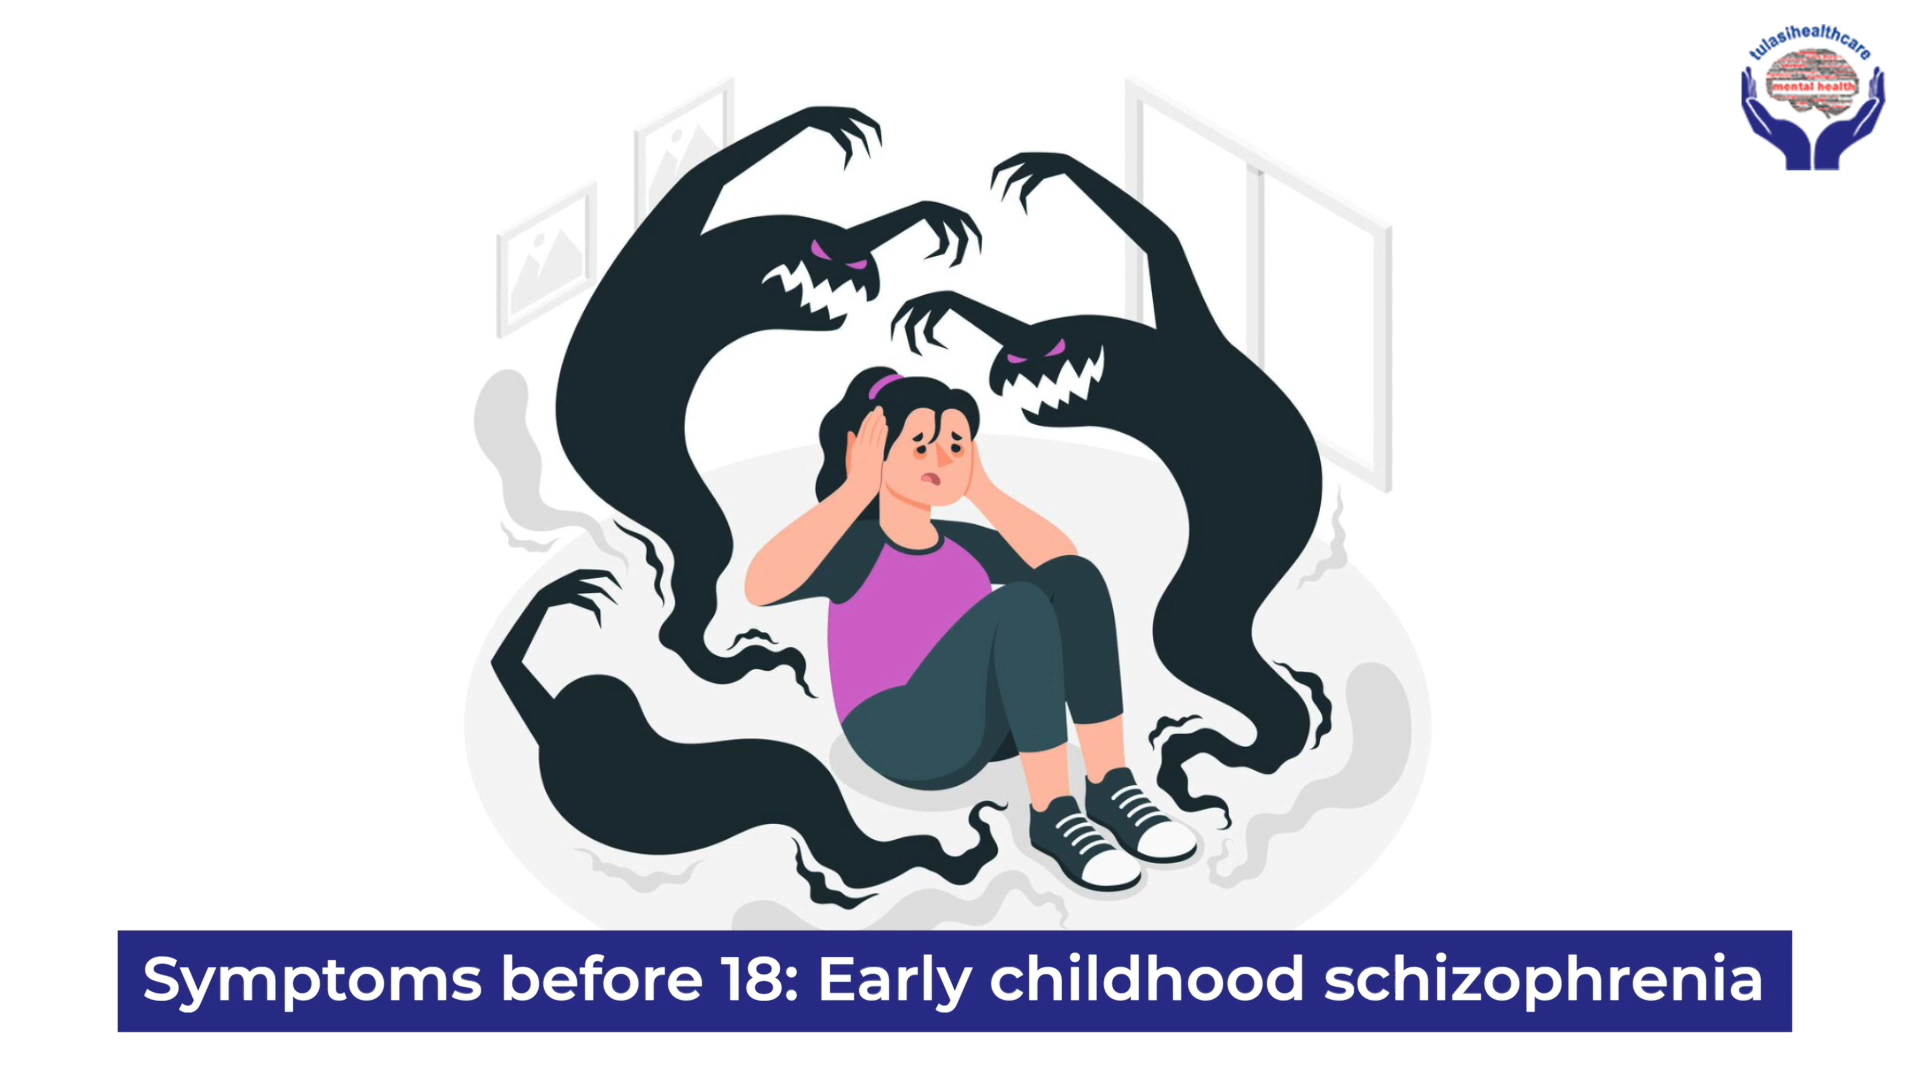 tulasihealthcare
mental health
Symptoms before 18: Early childhood schizophrenia